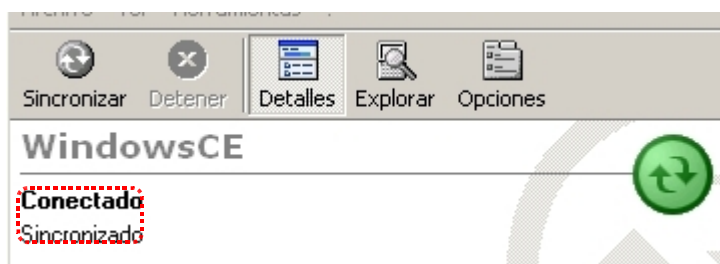 Sincronizar Detener Detalles Explorar Opciones
WindowsCE
Conectado
Sincronizado